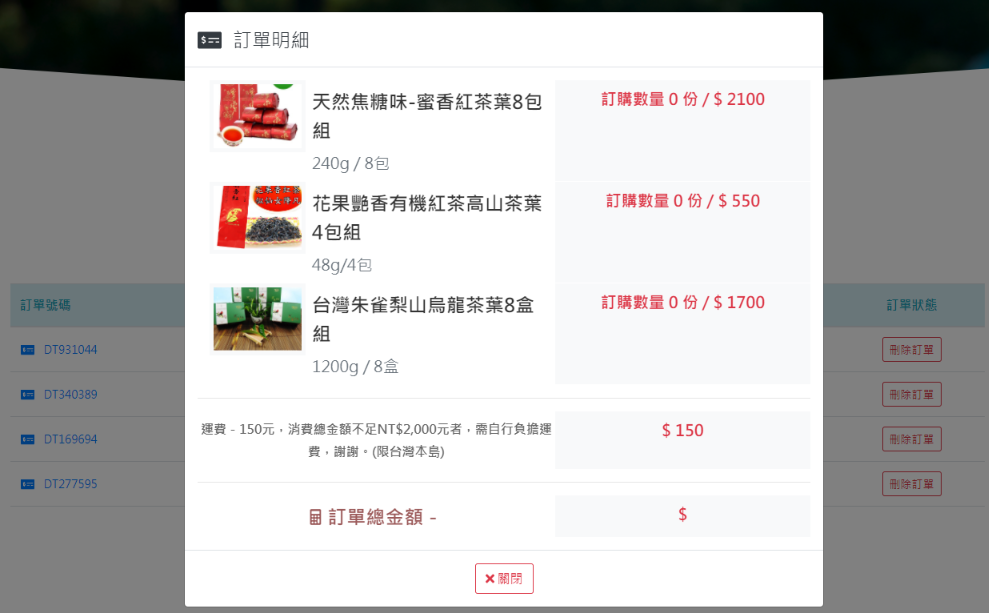 訂單明細
天然焦糖味-蜜香紅茶葉8包
組
240g / 8包
訂購數量 0 份 / $ 2100
花果艷香有機紅茶高山茶葉
4包組
48g/4包
訂購數量 0 份 / $ 550
台灣朱雀梨山烏龍茶葉8盒
組
1200g / 8盒
訂購數量 0 份 / $ 1700
運費 - 150元，消費總金額不足NT$2,000元者，需自行負擔運
費，謝謝。(限台灣本島)
$ 150
訂單總金額 -
$
關閉
訂單號碼
訂單狀態
DT931044
刪除訂單
DT340389
刪除訂單
DT169694
刪除訂單
DT277595
刪除訂單